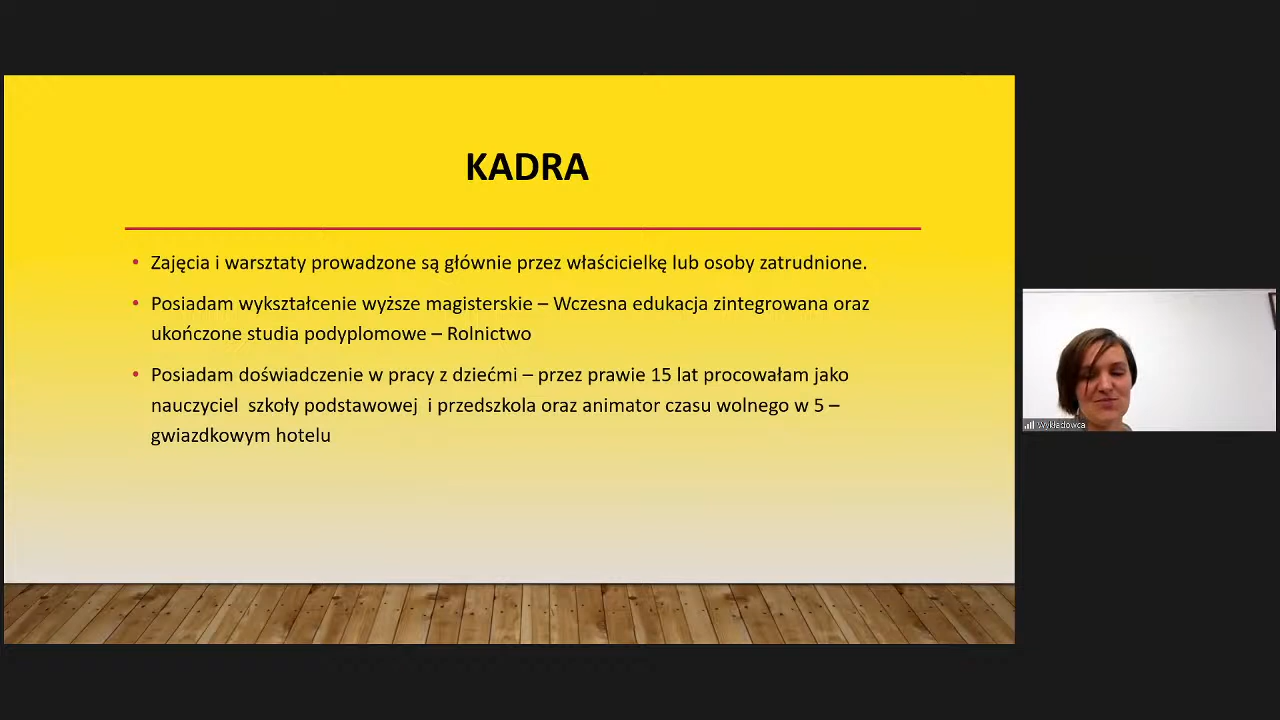 KADRA
• Zajęcia i warsztaty prowadzone są głównie przez właścicielkę lub osoby zatrudnione.
• Posiadam wykształcenie wyższe magisterskie – Wczesna edukacja zintegrowana oraz
ukończone studia podyplomowe – Rolnictwo
• Posiadam doświadczenie w pracy z dziećmi – przez prawie 15 lat procowałam jako
nauczyciel szkoły podstawowej i przedszkola oraz animator czasu wolnego w 5 –
gwiazdkowym hotelu
Wykładowca